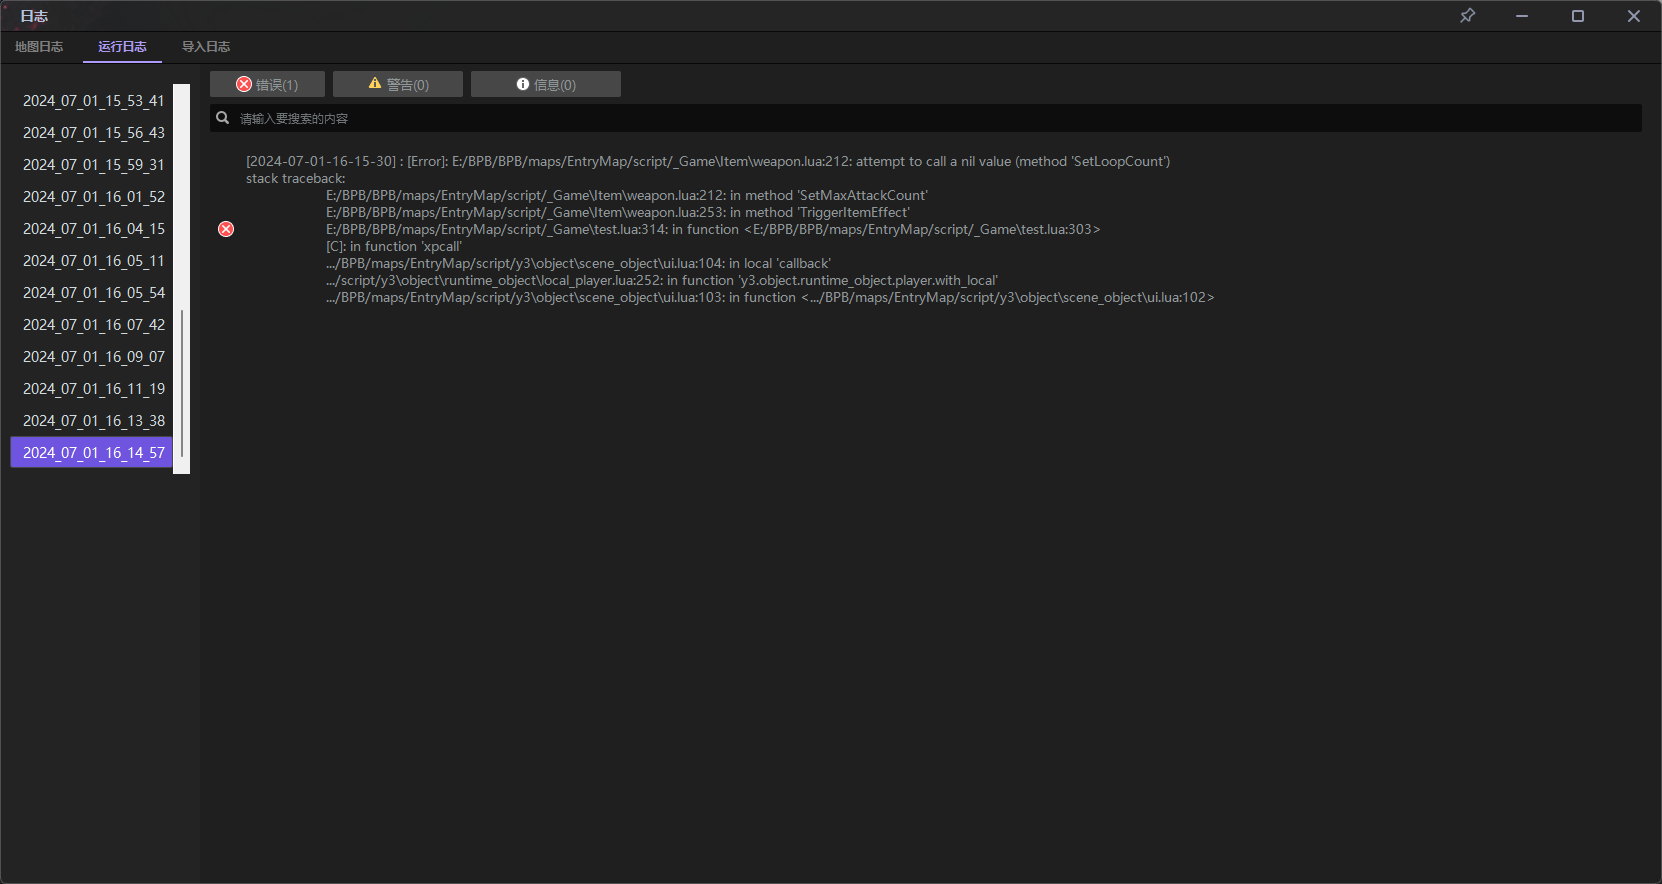 日志
地图日志 运行日志 导入日志
2024_07_01_15_53_41
2024_07_01_15_56_43
2024_07_01_15_59_31
2024_07_01_16_01_52
2024_07_01_16_04_15
2024_07_01_16_05_11
2024_07_01_16_05_54
2024_07_01_16_07_42
2024_07_01_16_09_07
2024_07_01_16_11_19
2024_07_01_16_13_38
2024_07_01_16_14_57
错误(1) 警告(0) 信息(0)
请输入要搜索的内容
[2024-07-01-16-15-30] : [Error]: E:/BPB/BPB/maps/EntryMap/script/_Game\Item\weapon.lua:212: attempt to call a nil value (method 'SetLoopCount')
stack traceback:
E:/BPB/BPB/maps/EntryMap/script/_Game\Item\weapon.lua:212: in method 'SetMaxAttackCount'
E:/BPB/BPB/maps/EntryMap/script/_Game\Item\weapon.lua:253: in method 'TriggerItemEffect'
E:/BPB/BPB/maps/EntryMap/script/_Game\test.lua:314: in function <E:/BPB/BPB/maps/EntryMap/script/_Game\test.lua:303>
[C]: in function 'xpcall'
.../BPB/maps/EntryMap/script/y3\object\scene_object\ui.lua:104: in local 'callback'
.../script/y3\object\runtime_object\local_player.lua:252: in function 'y3.object.runtime_object.player.with_local'
.../BPB/maps/EntryMap/script/y3\object\scene_object\ui.lua:103: in function <.../BPB/maps/EntryMap/script/y3\object\scene_object\ui.lua:102>